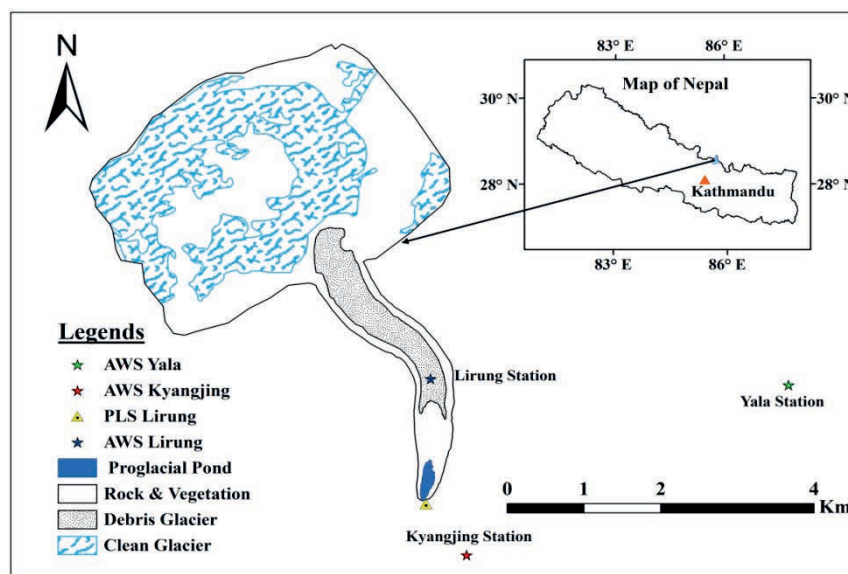 N
83° E
86° E
Map of Nepal
30° N
30° N
28° N
28° N
Kathmandu
83° E
86° E
Legends
AWS Yala
AWS Kyangjing
PLS Lirung
AWS Lirung
Proglacial Pond
Rock & Vegetation
Debris Glacier
Clean Glacier
Lirung Station
Yala Station
0 1 2 4
Km
Kyangjing Station